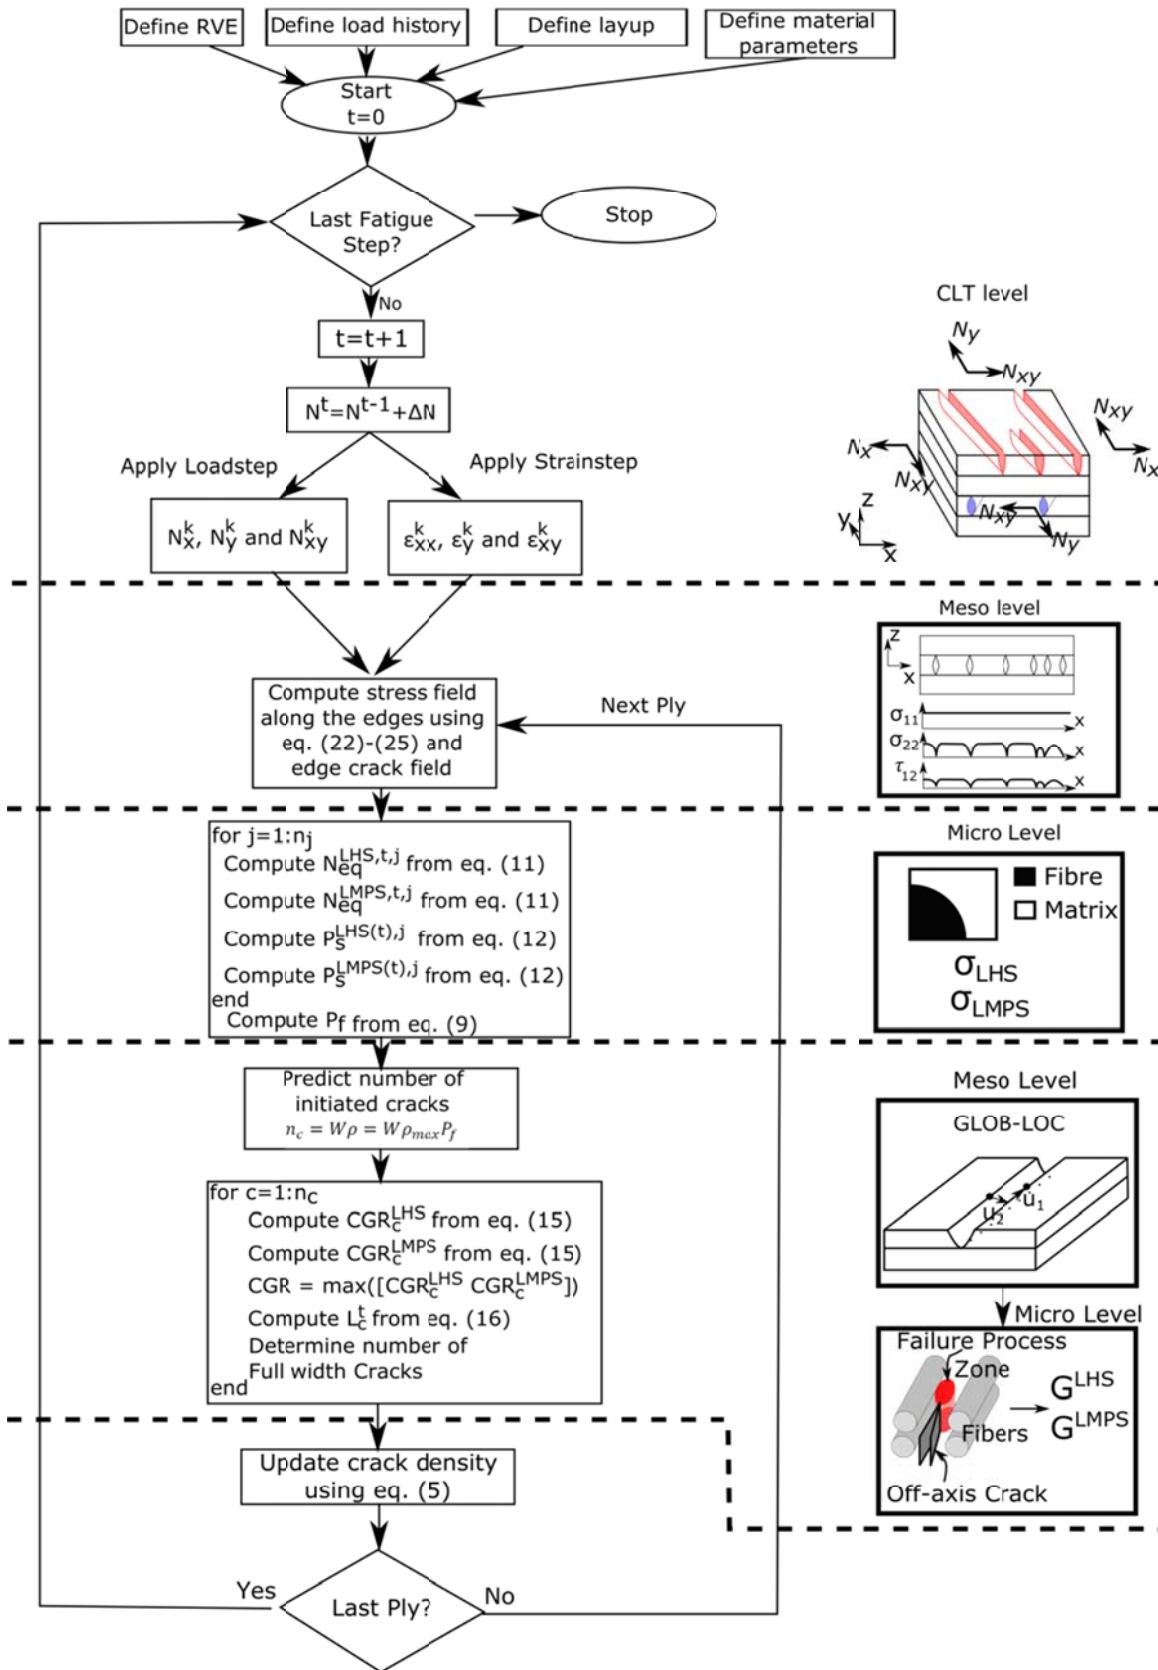 Define RVE
Define load history
Define layup
Define material
parameters
Start
t=0
Last Fatigue
Step?
Stop
No
t=t+1
N^t=N^{t-1}+ΔN
Apply Loadstep
Apply Strainstep
N_x^k, N_y^k and N_xy^k
ε_xx^k, ε_y^k and ε_xy^k
CLT level
N_y
N_xy
N_xy
N_x
N_x
N_xy
N_xy
N_y
z
y
x
Compute stress field
along the edges using
eq. (22)-(25) and
edge crack field
Next Ply
Meso level
z
x
σ_11
x
σ_22
x
τ_12
x
for j=1:n_j
Compute N_eq^{LHS,t,j} from eq. (11)
Compute N_eq^{LMPS,t,j} from eq. (11)
Compute P_s^{LHS(t),j} from eq. (12)
Compute P_s^{LMPS(t),j} from eq. (12)
end
Compute P_f from eq. (9)
Micro Level
Fibre
Matrix
σ_LHS
σ_LMPS
Predict number of
initiated cracks
n_c = Wρ = Wρ_max P_f
for c=1:n_c
Compute CGR_c^{LHS} from eq. (15)
Compute CGR_c^{LMPS} from eq. (15)
CGR = max([CGR_c^{LHS} CGR_c^{LMPS}])
Compute L_c^t from eq. (16)
Determine number of
Full width Cracks
end
Meso Level
GLOB-LOC
u_2
u_1
Micro Level
Failure Process
Zone
Fibers
G^{LHS}
G^{LMPS}
Off-axis Crack
Update crack density
using eq. (5)
Last Ply?
Yes
No